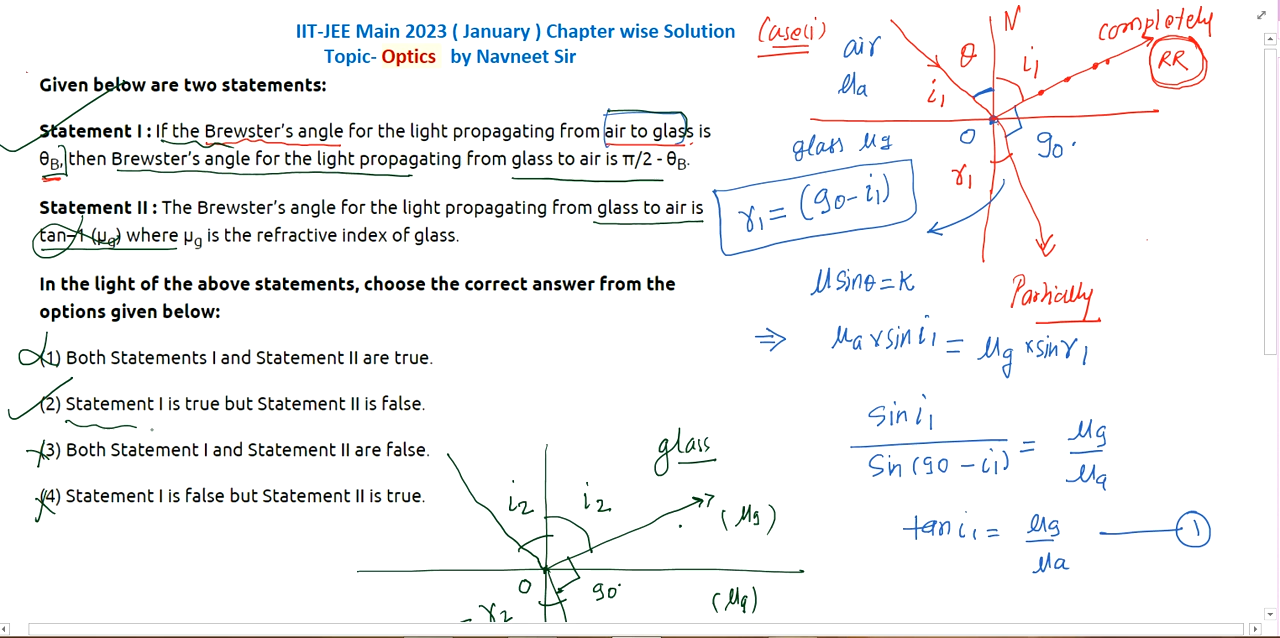 IIT-JEE Main 2023 ( January ) Chapter wise Solution
Topic- Optics by Navneet Sir
Given below are two statements:
Statement I : If the Brewster's angle for the light propagating from air to glass is
θB, then Brewster's angle for the light propagating from glass to air is π/2 - θB.
Statement II : The Brewster's angle for the light propagating from glass to air is
tan–1 (μg) where μg is the refractive index of glass.
In the light of the above statements, choose the correct answer from the
options given below:
(1) Both Statements I and Statement II are true.
(2) Statement I is true but Statement II is false.
(3) Both Statement I and Statement II are false.
(4) Statement I is false but Statement II is true.
Case(i)
air
μa
N
θ
i1
i1
completely
RR
glass μg
O
90°
r1
r1 = (90 - i1)
Partially
μ sinθ = K
⇒ μa × sin i1 = μg × sin r1
sin i1 / sin (90 - i1) = μg / μa
tan i1 = μg / μa — 1
glass
i2
i2
(μg)
O
90°
r2
(μa)